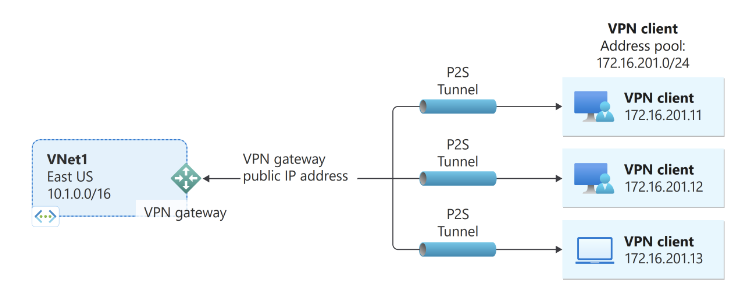 VPN client
Address pool:
172.16.201.0/24
P2S
Tunnel
VPN client
172.16.201.11
VNet1
East US
10.1.0.0/16
VPN gateway
VPN gateway
public IP address
P2S
Tunnel
VPN client
172.16.201.12
P2S
Tunnel
VPN client
172.16.201.13